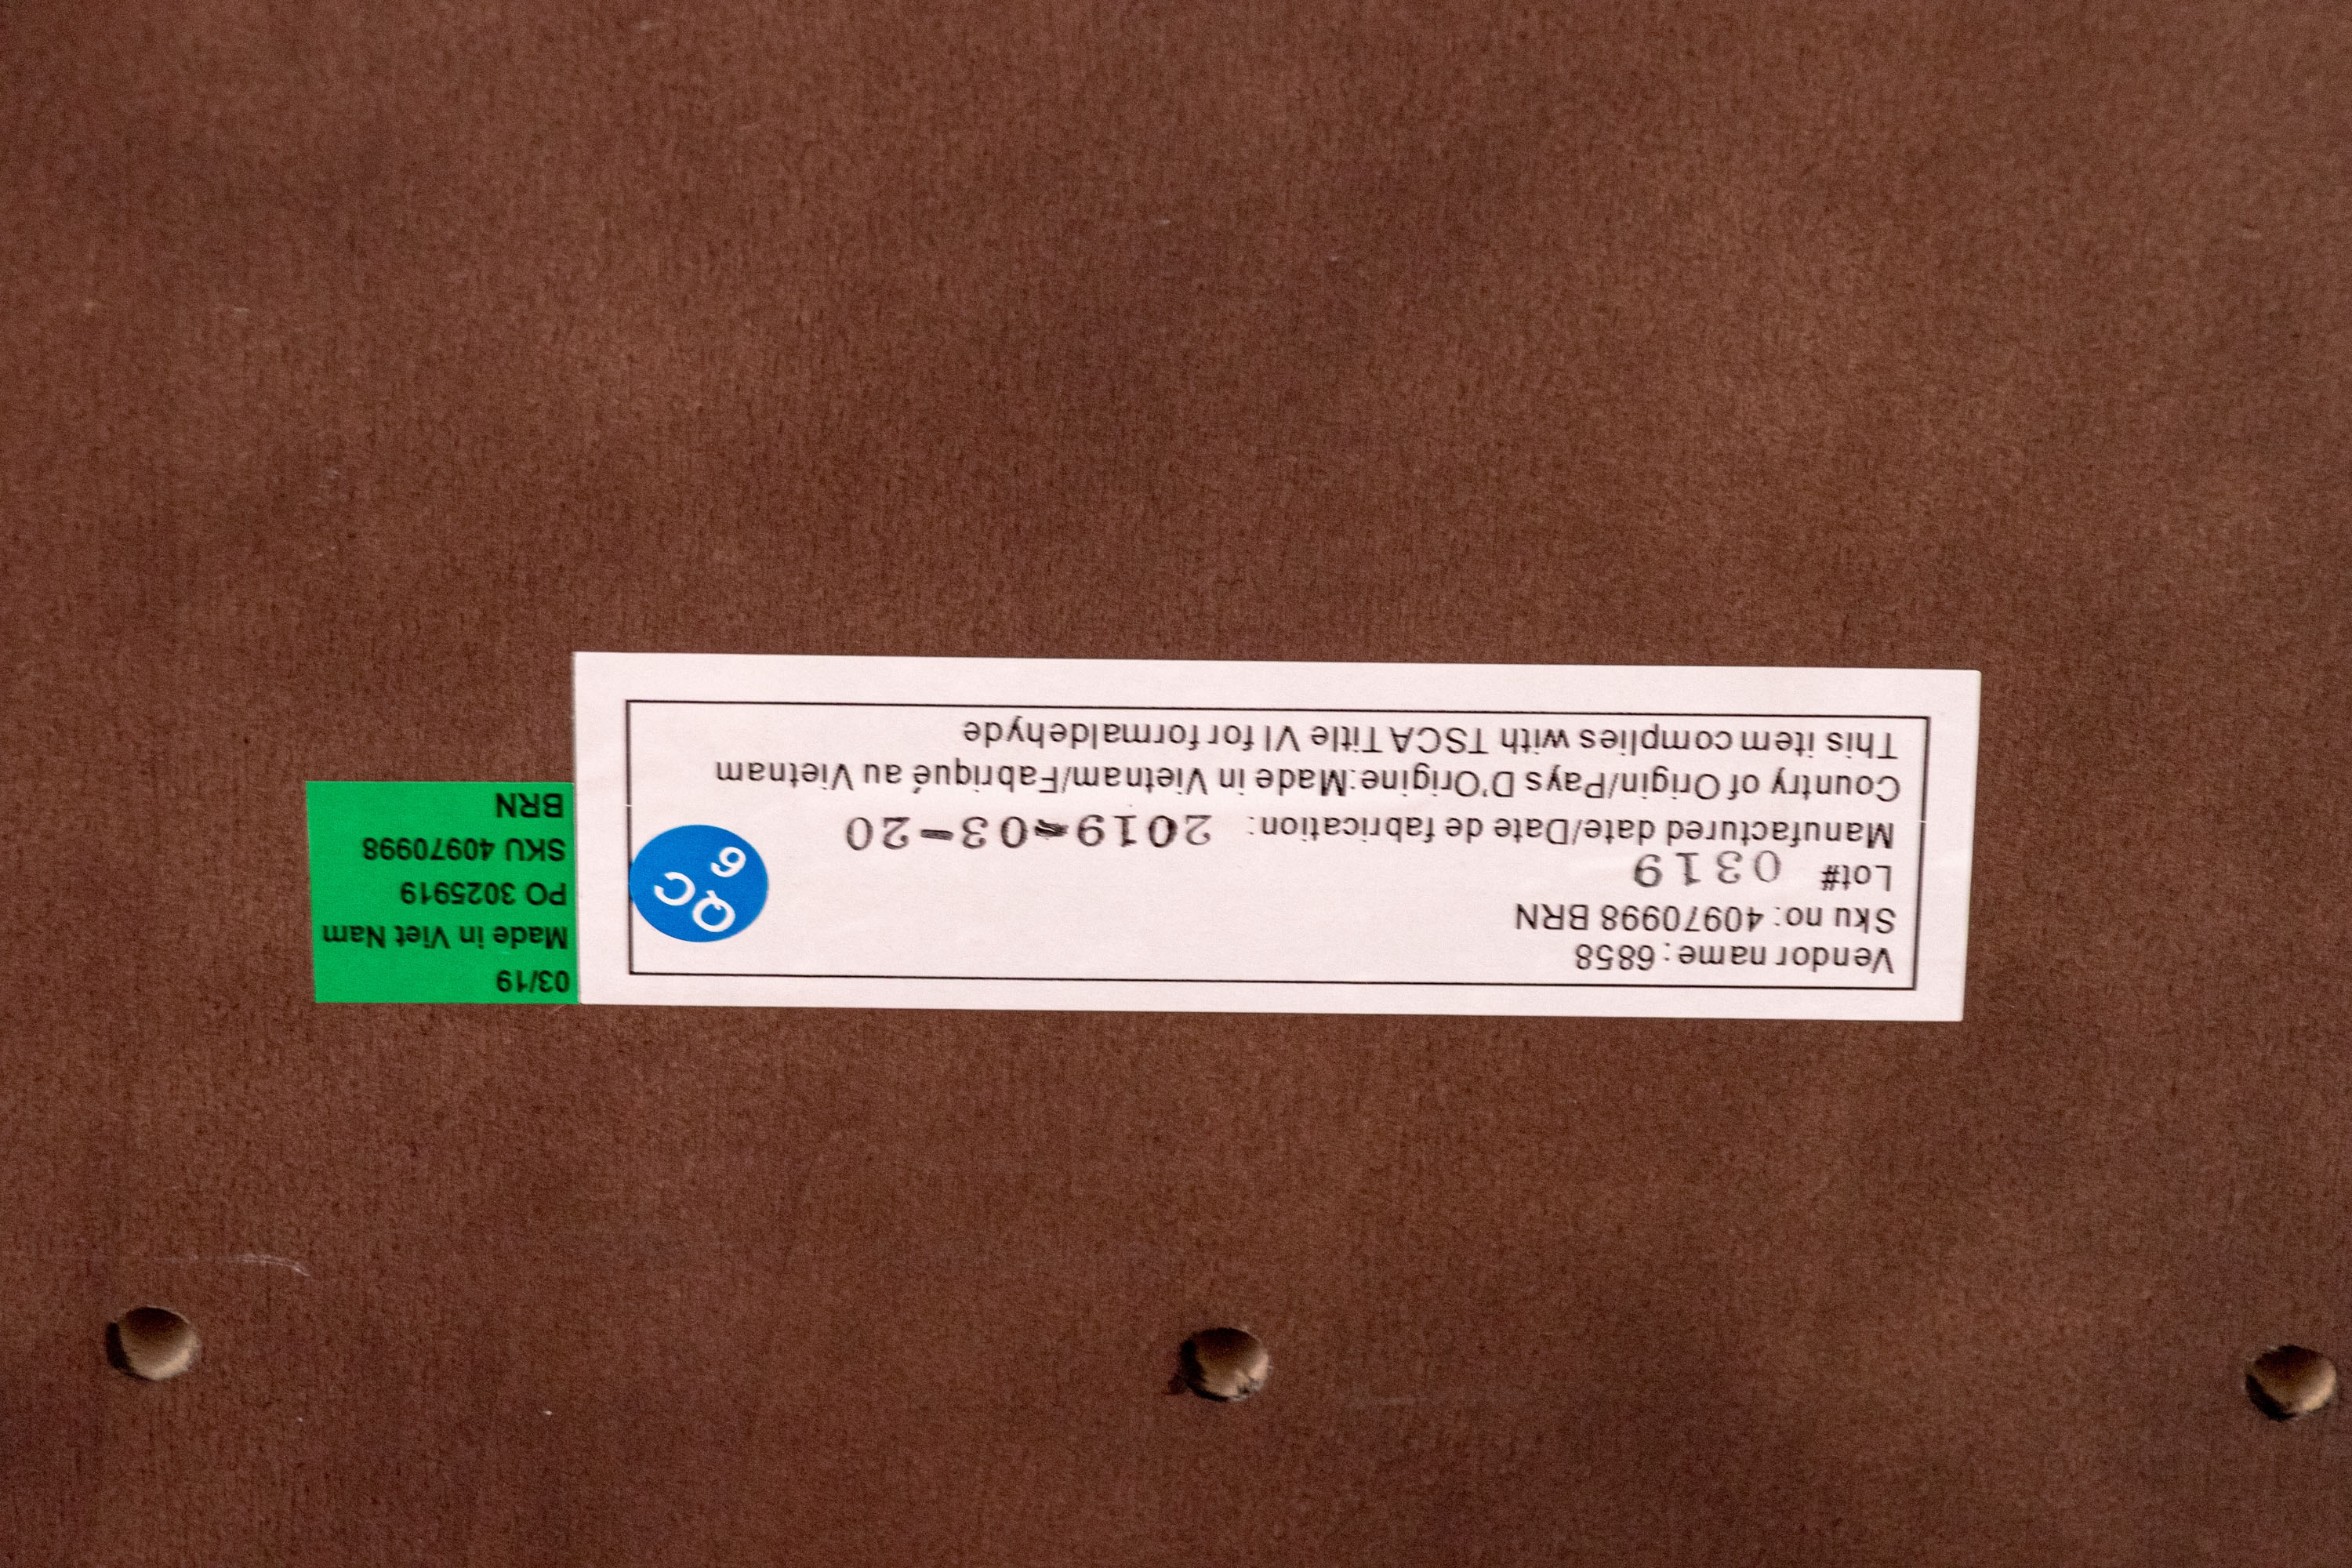 Vendor name: 6858
Sku no: 40970998 BRN
Lot# 0319
Manufactured date/Date de fabrication: 2019-03-20
Country of Origin/Pays D'Origine:Made in Vietnam/Fabriqué au Vietnam
This item complies with TSCA Title VI for formaldehyde
QC
6
03/19
Made in Viet Nam
PO 3025919
SKU 40970998
BRN